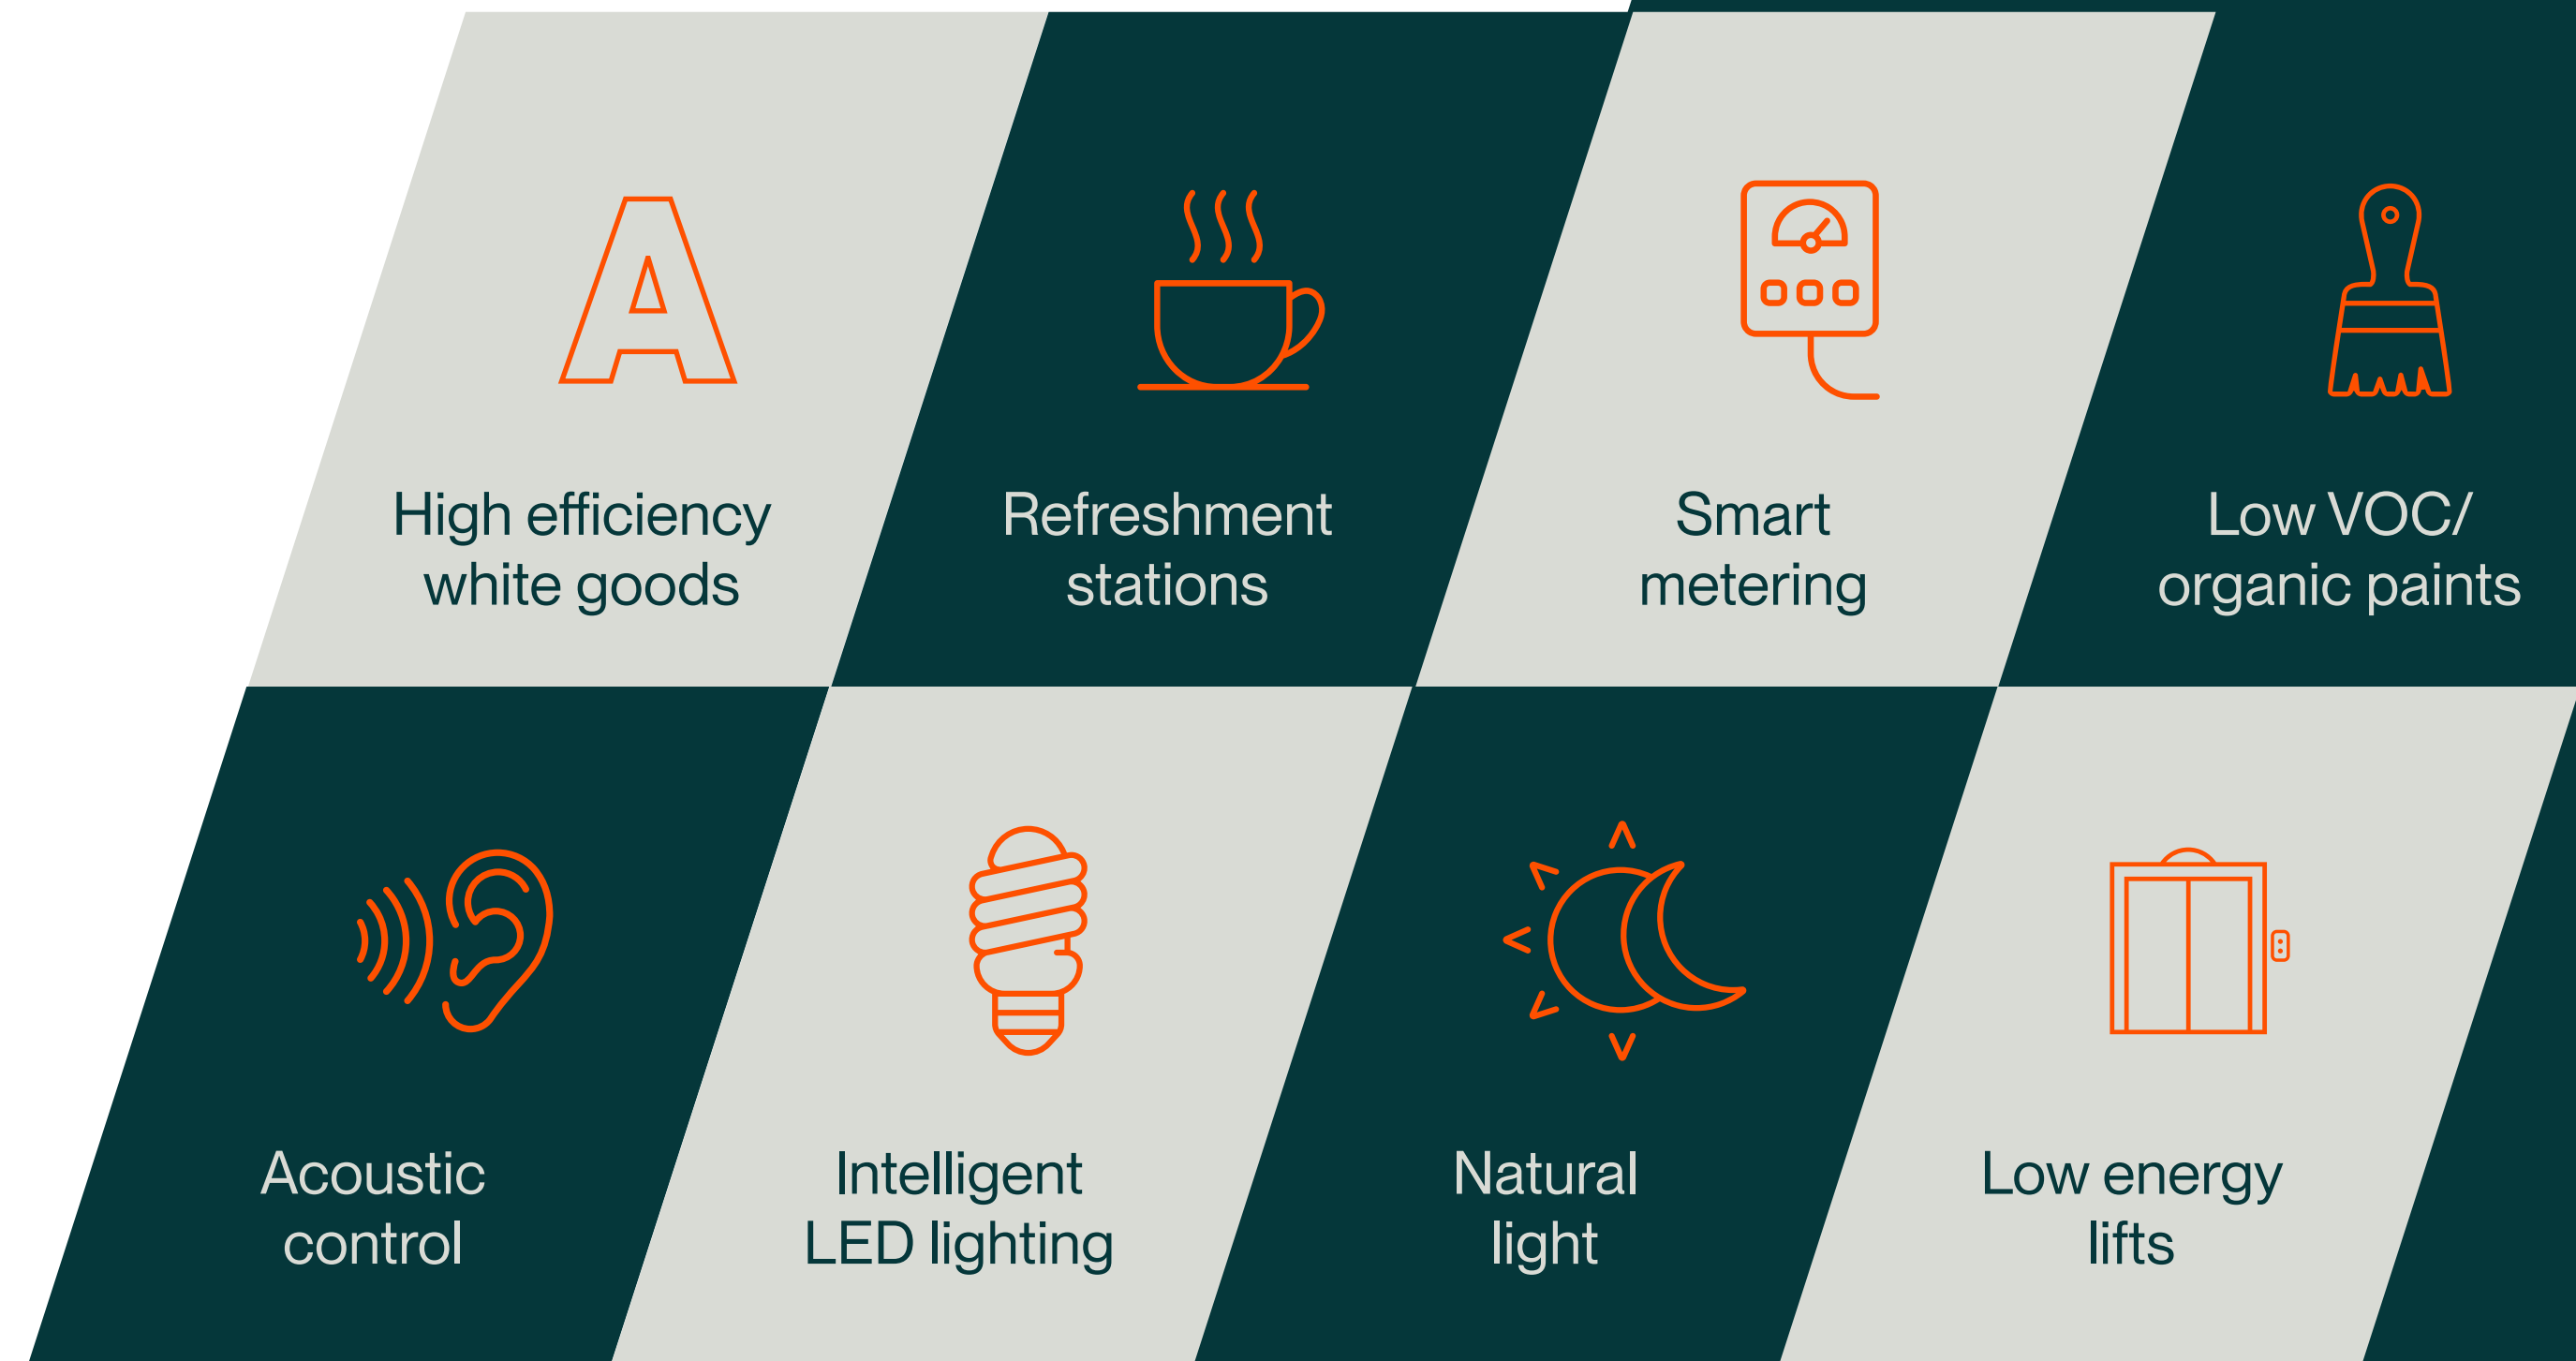 A
High efficiency
white goods
Refreshment
stations
Smart
metering
Low VOC/
organic paints
Acoustic
control
Intelligent
LED lighting
Natural
light
Low energy
lifts